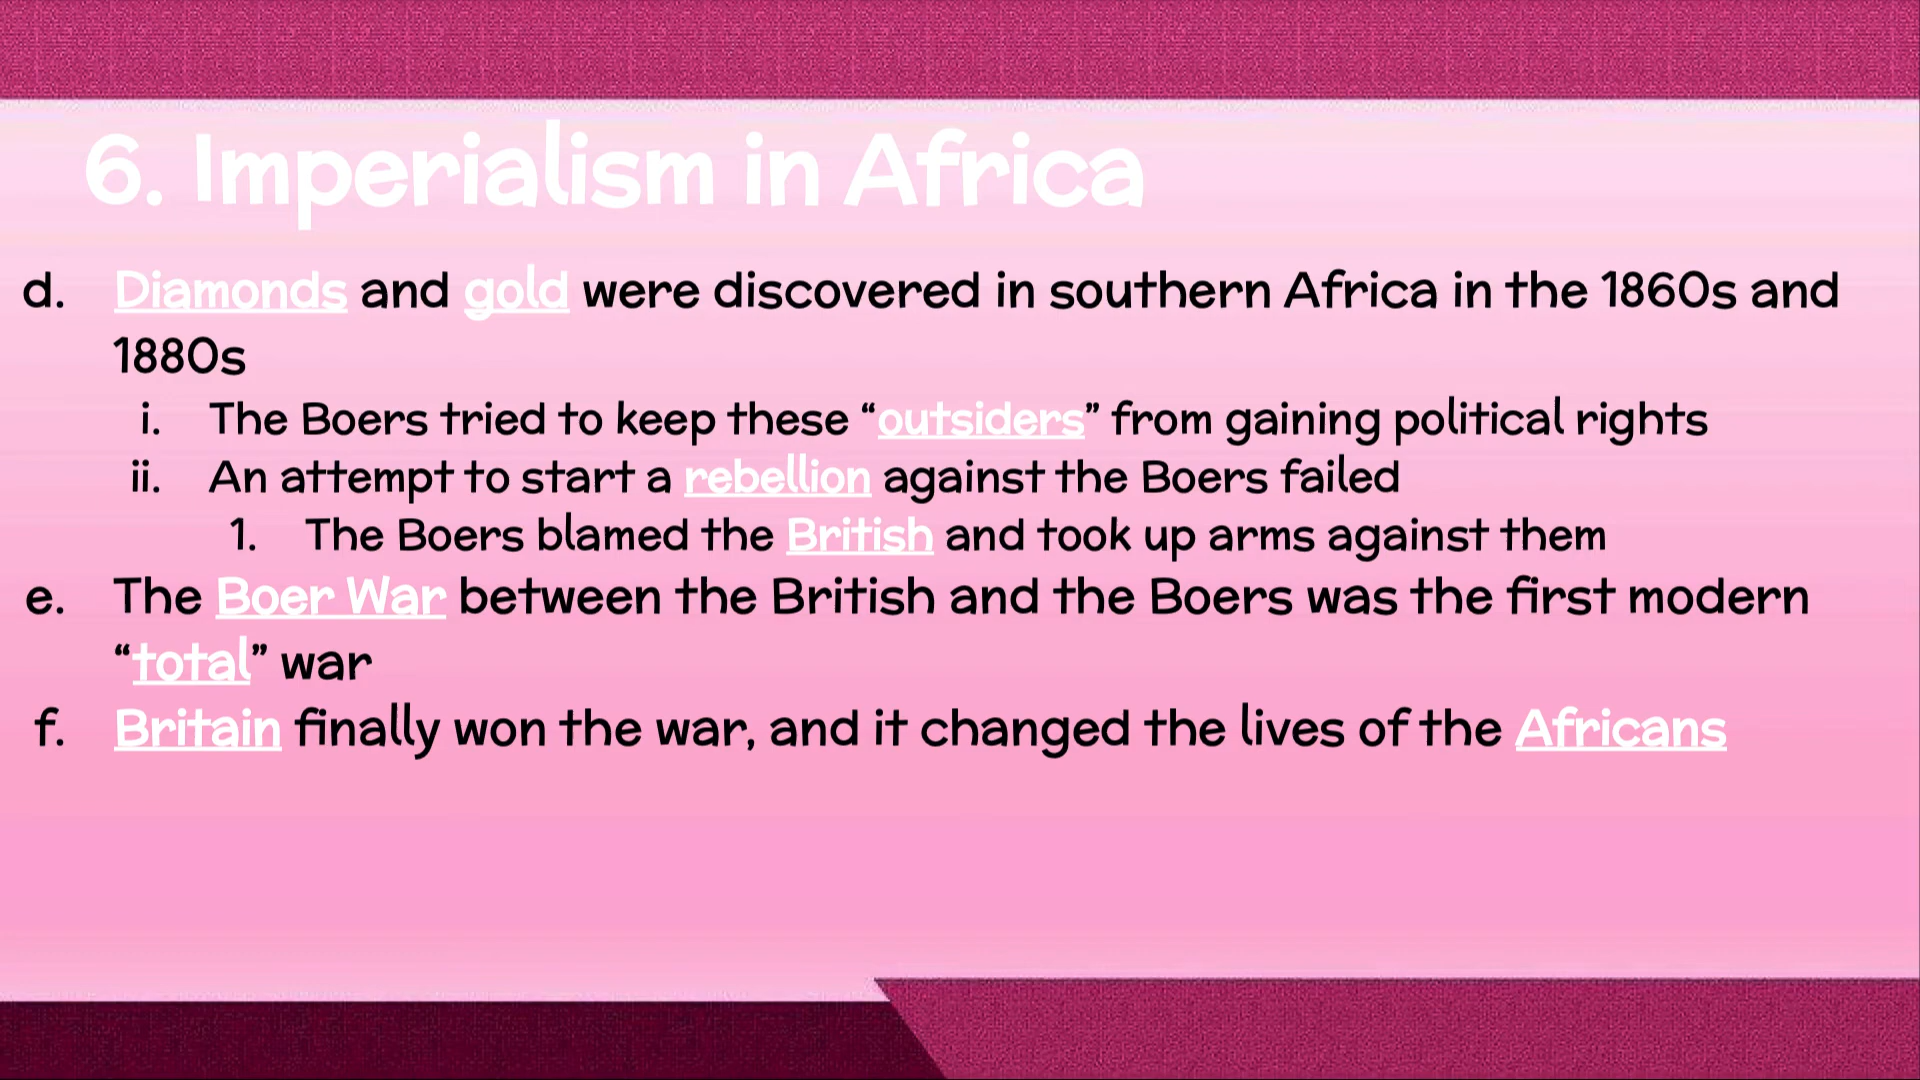 6. Imperialism in Africa
d. Diamonds and gold were discovered in southern Africa in the 1860s and
1880s
i. The Boers tried to keep these “outsiders” from gaining political rights
ii. An attempt to start a rebellion against the Boers failed
1. The Boers blamed the British and took up arms against them
e. The Boer War between the British and the Boers was the first modern
“total” war
f. Britain finally won the war, and it changed the lives of the Africans